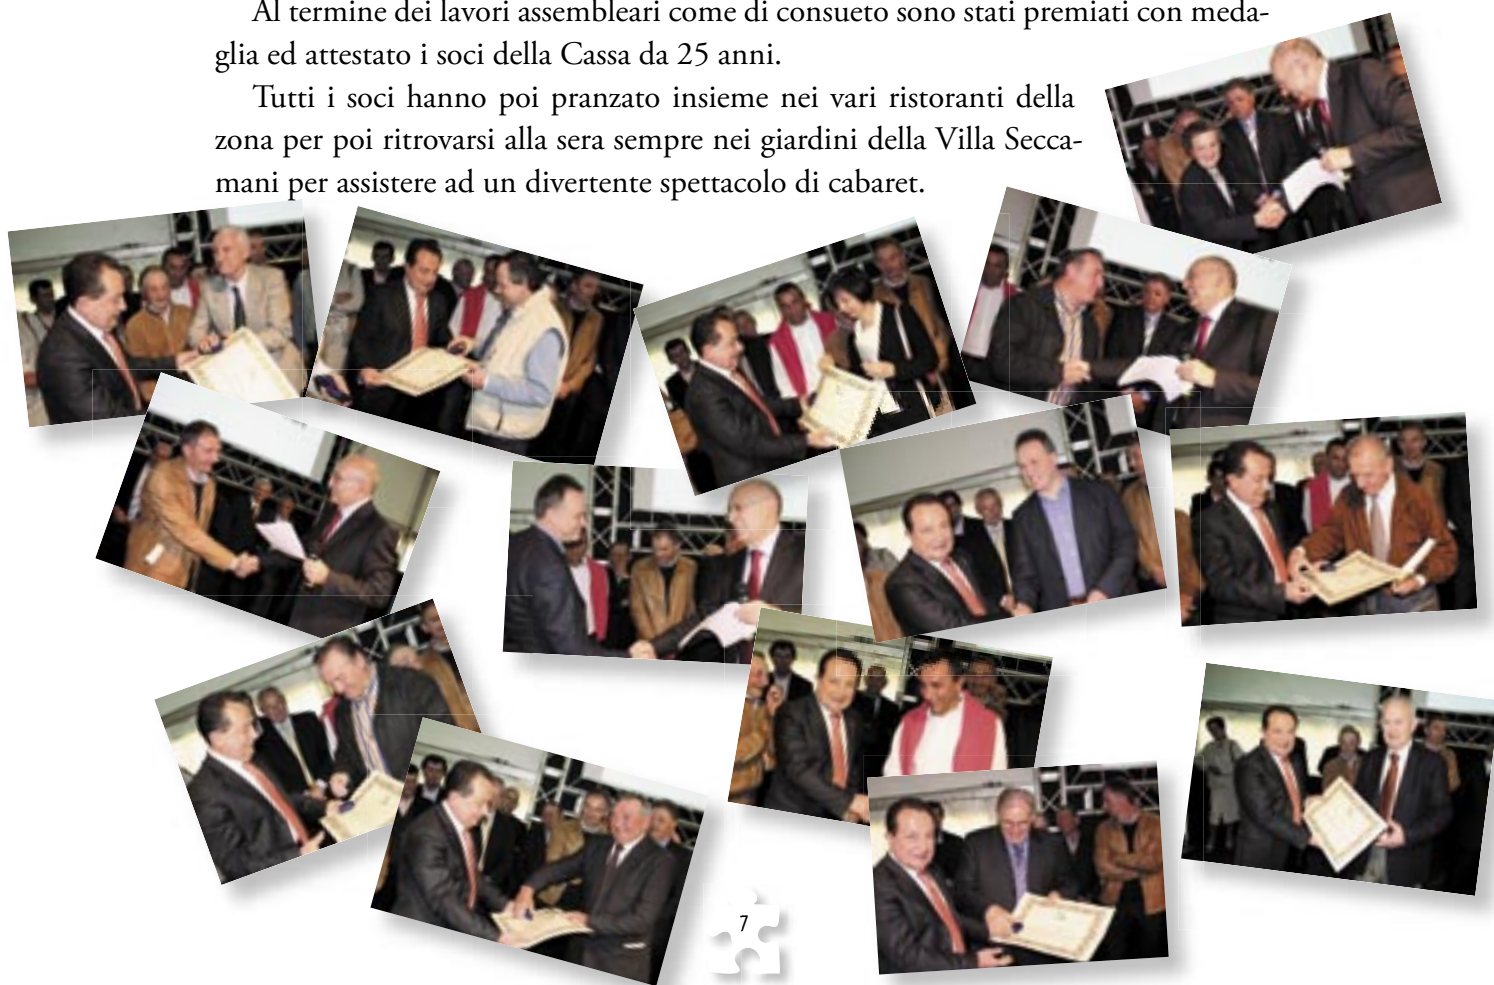 Al termine dei lavori assembleari come di consueto sono stati premiati con meda-
glia ed attestato i soci della Cassa da 25 anni.
Tutti i soci hanno poi pranzato insieme nei vari ristoranti della
zona per poi ritrovarsi alla sera sempre nei giardini della Villa Secca-
mani per assistere ad un divertente spettacolo di cabaret.
7